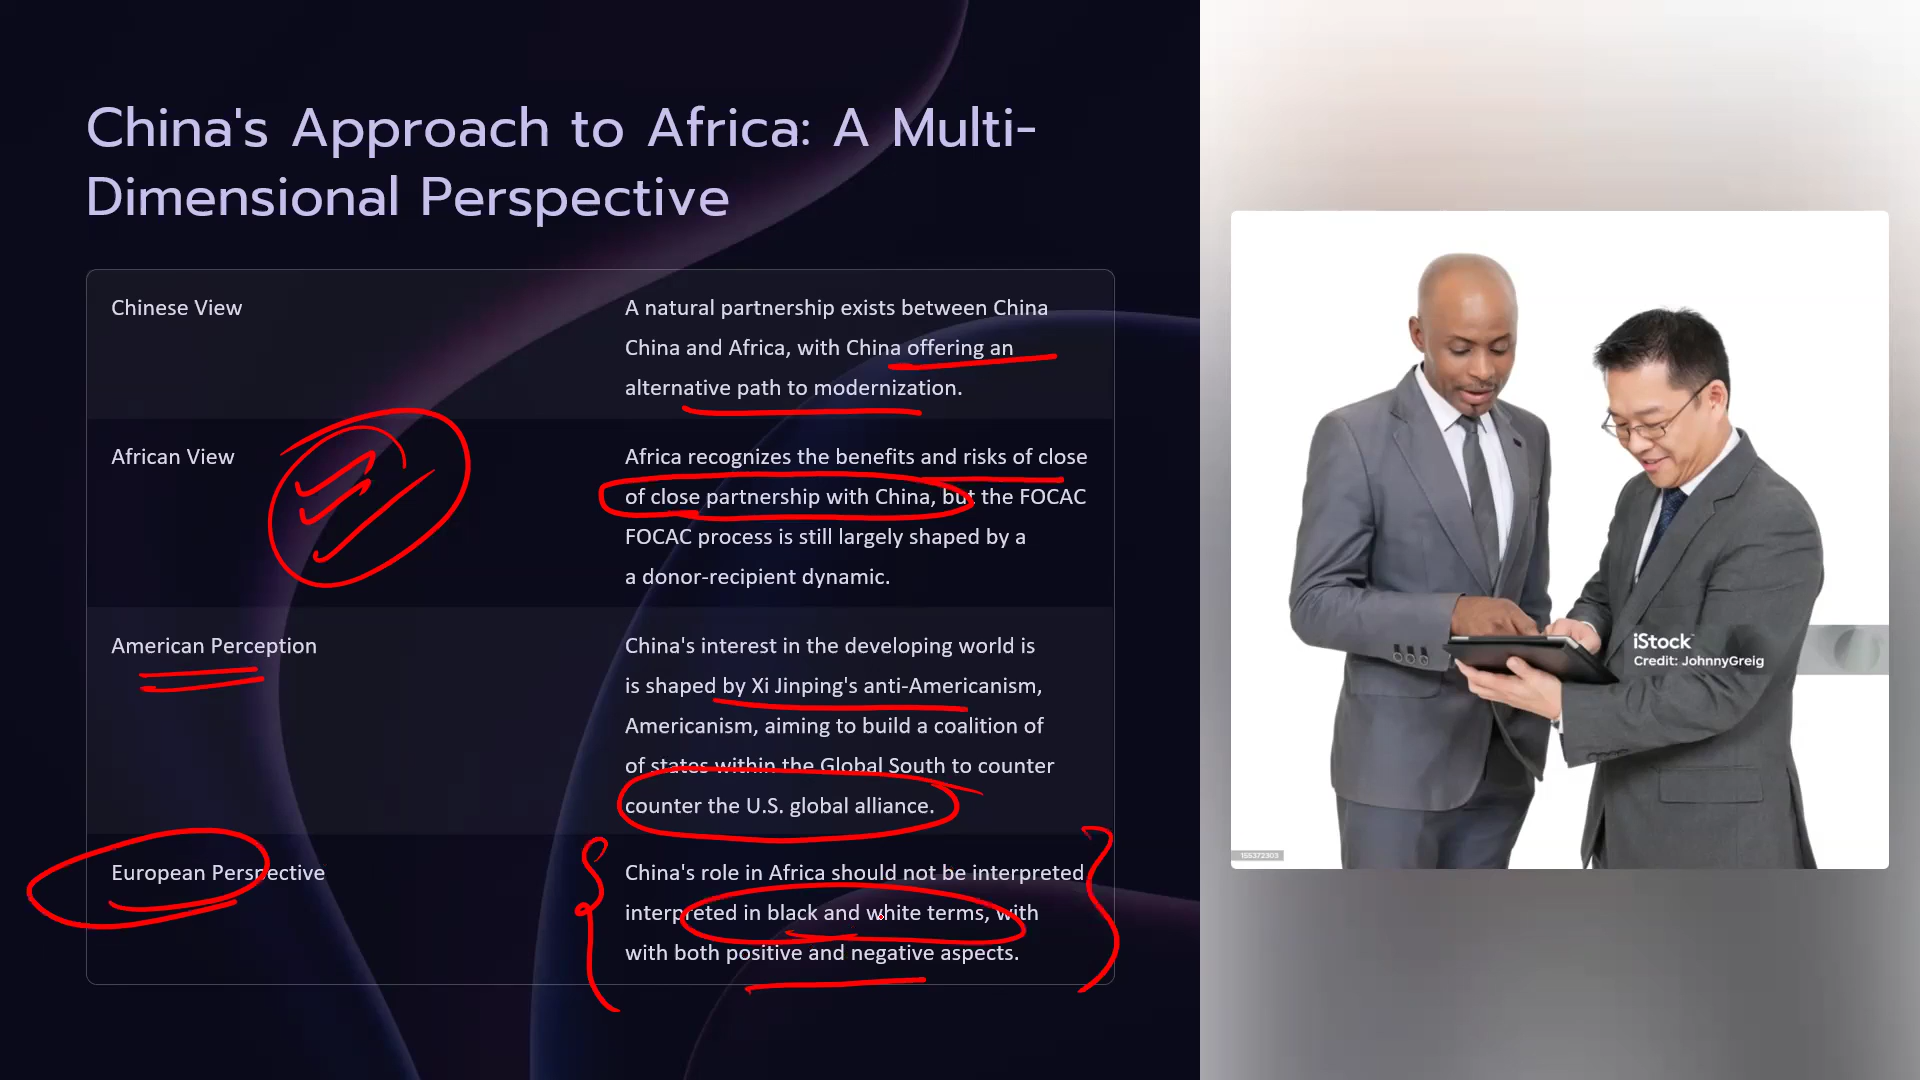 China's Approach to Africa: A Multi-
Dimensional Perspective
Chinese View
A natural partnership exists between China
China and Africa, with China offering an
alternative path to modernization.
African View
Africa recognizes the benefits and risks of close
of close partnership with China, but the FOCAC
FOCAC process is still largely shaped by a
a donor-recipient dynamic.
American Perception
China's interest in the developing world is
is shaped by Xi Jinping's anti-Americanism,
Americanism, aiming to build a coalition of
of states within the Global South to counter
counter the U.S. global alliance.
European Perspective
China's role in Africa should not be interpreted
interpreted in black and white terms, with
with both positive and negative aspects.
iStock
Credit: JohnnyGreig
155372303